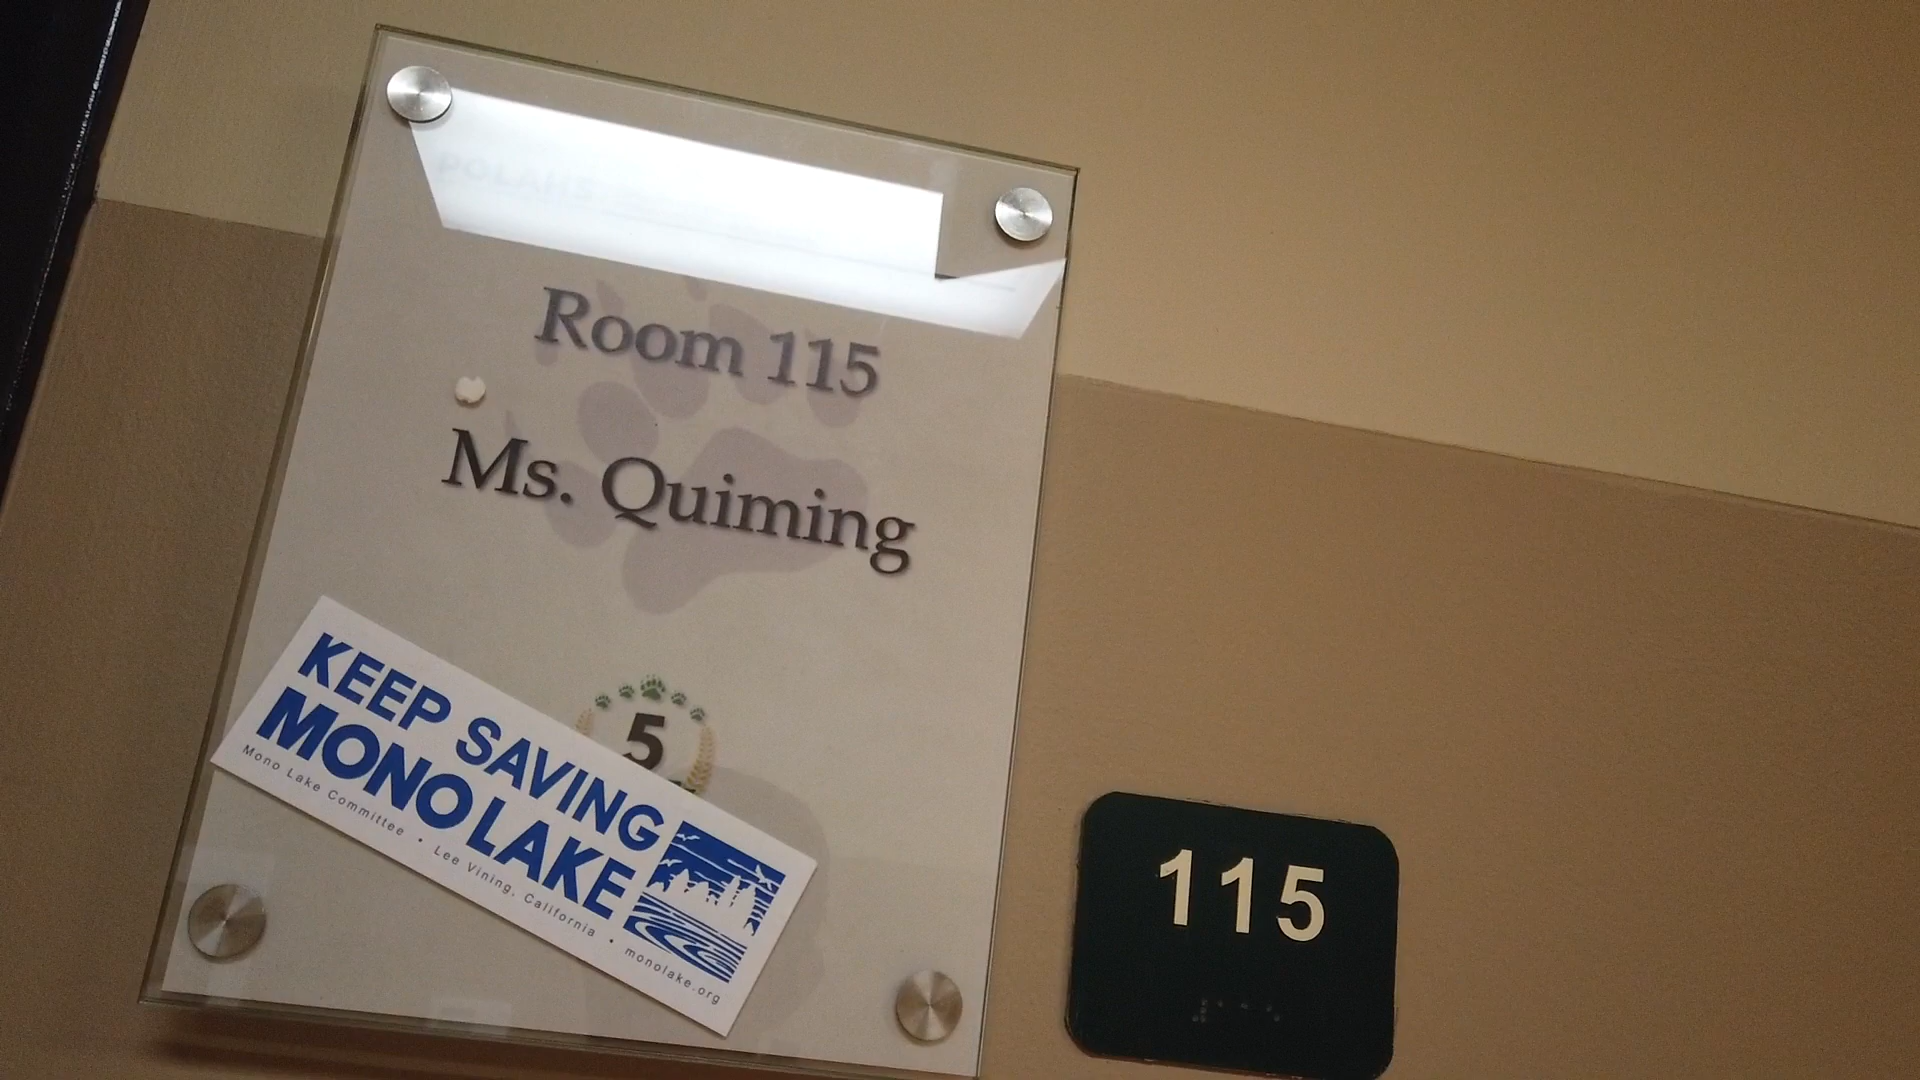 Room 115
Ms. Quiming
5
KEEP SAVING
MONO LAKE
Mono Lake Committee • Lee Vining, California • monolake.org
115